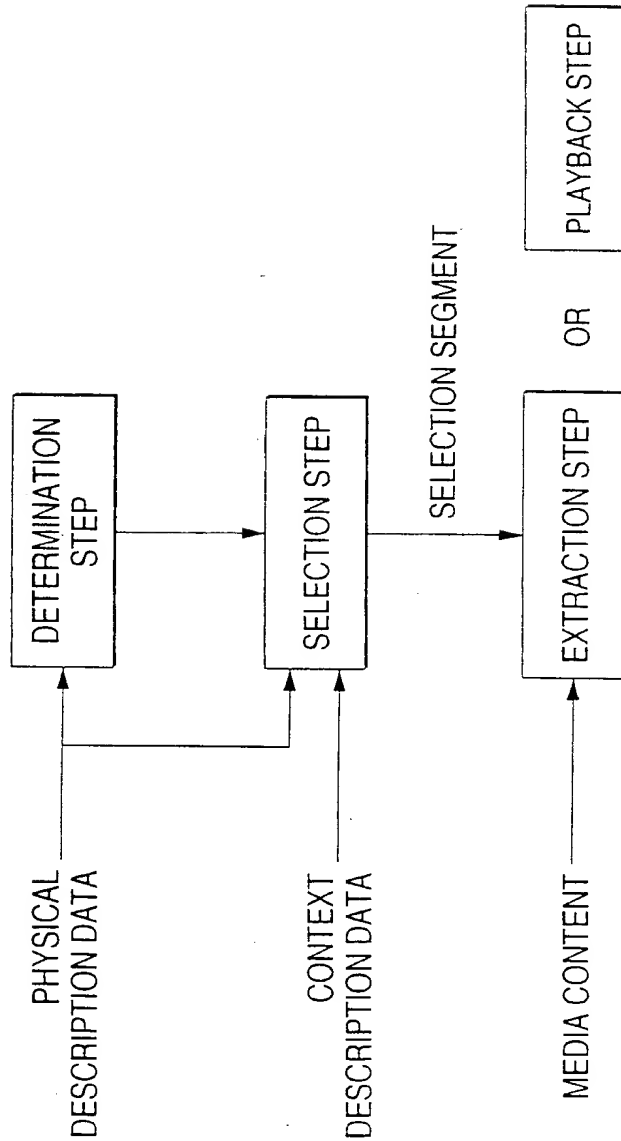 PHYSICAL
DESCRIPTION DATA
DETERMINATION
STEP
CONTEXT
DESCRIPTION DATA
SELECTION STEP
SELECTION SEGMENT
MEDIA CONTENT
EXTRACTION STEP
OR
PLAYBACK STEP